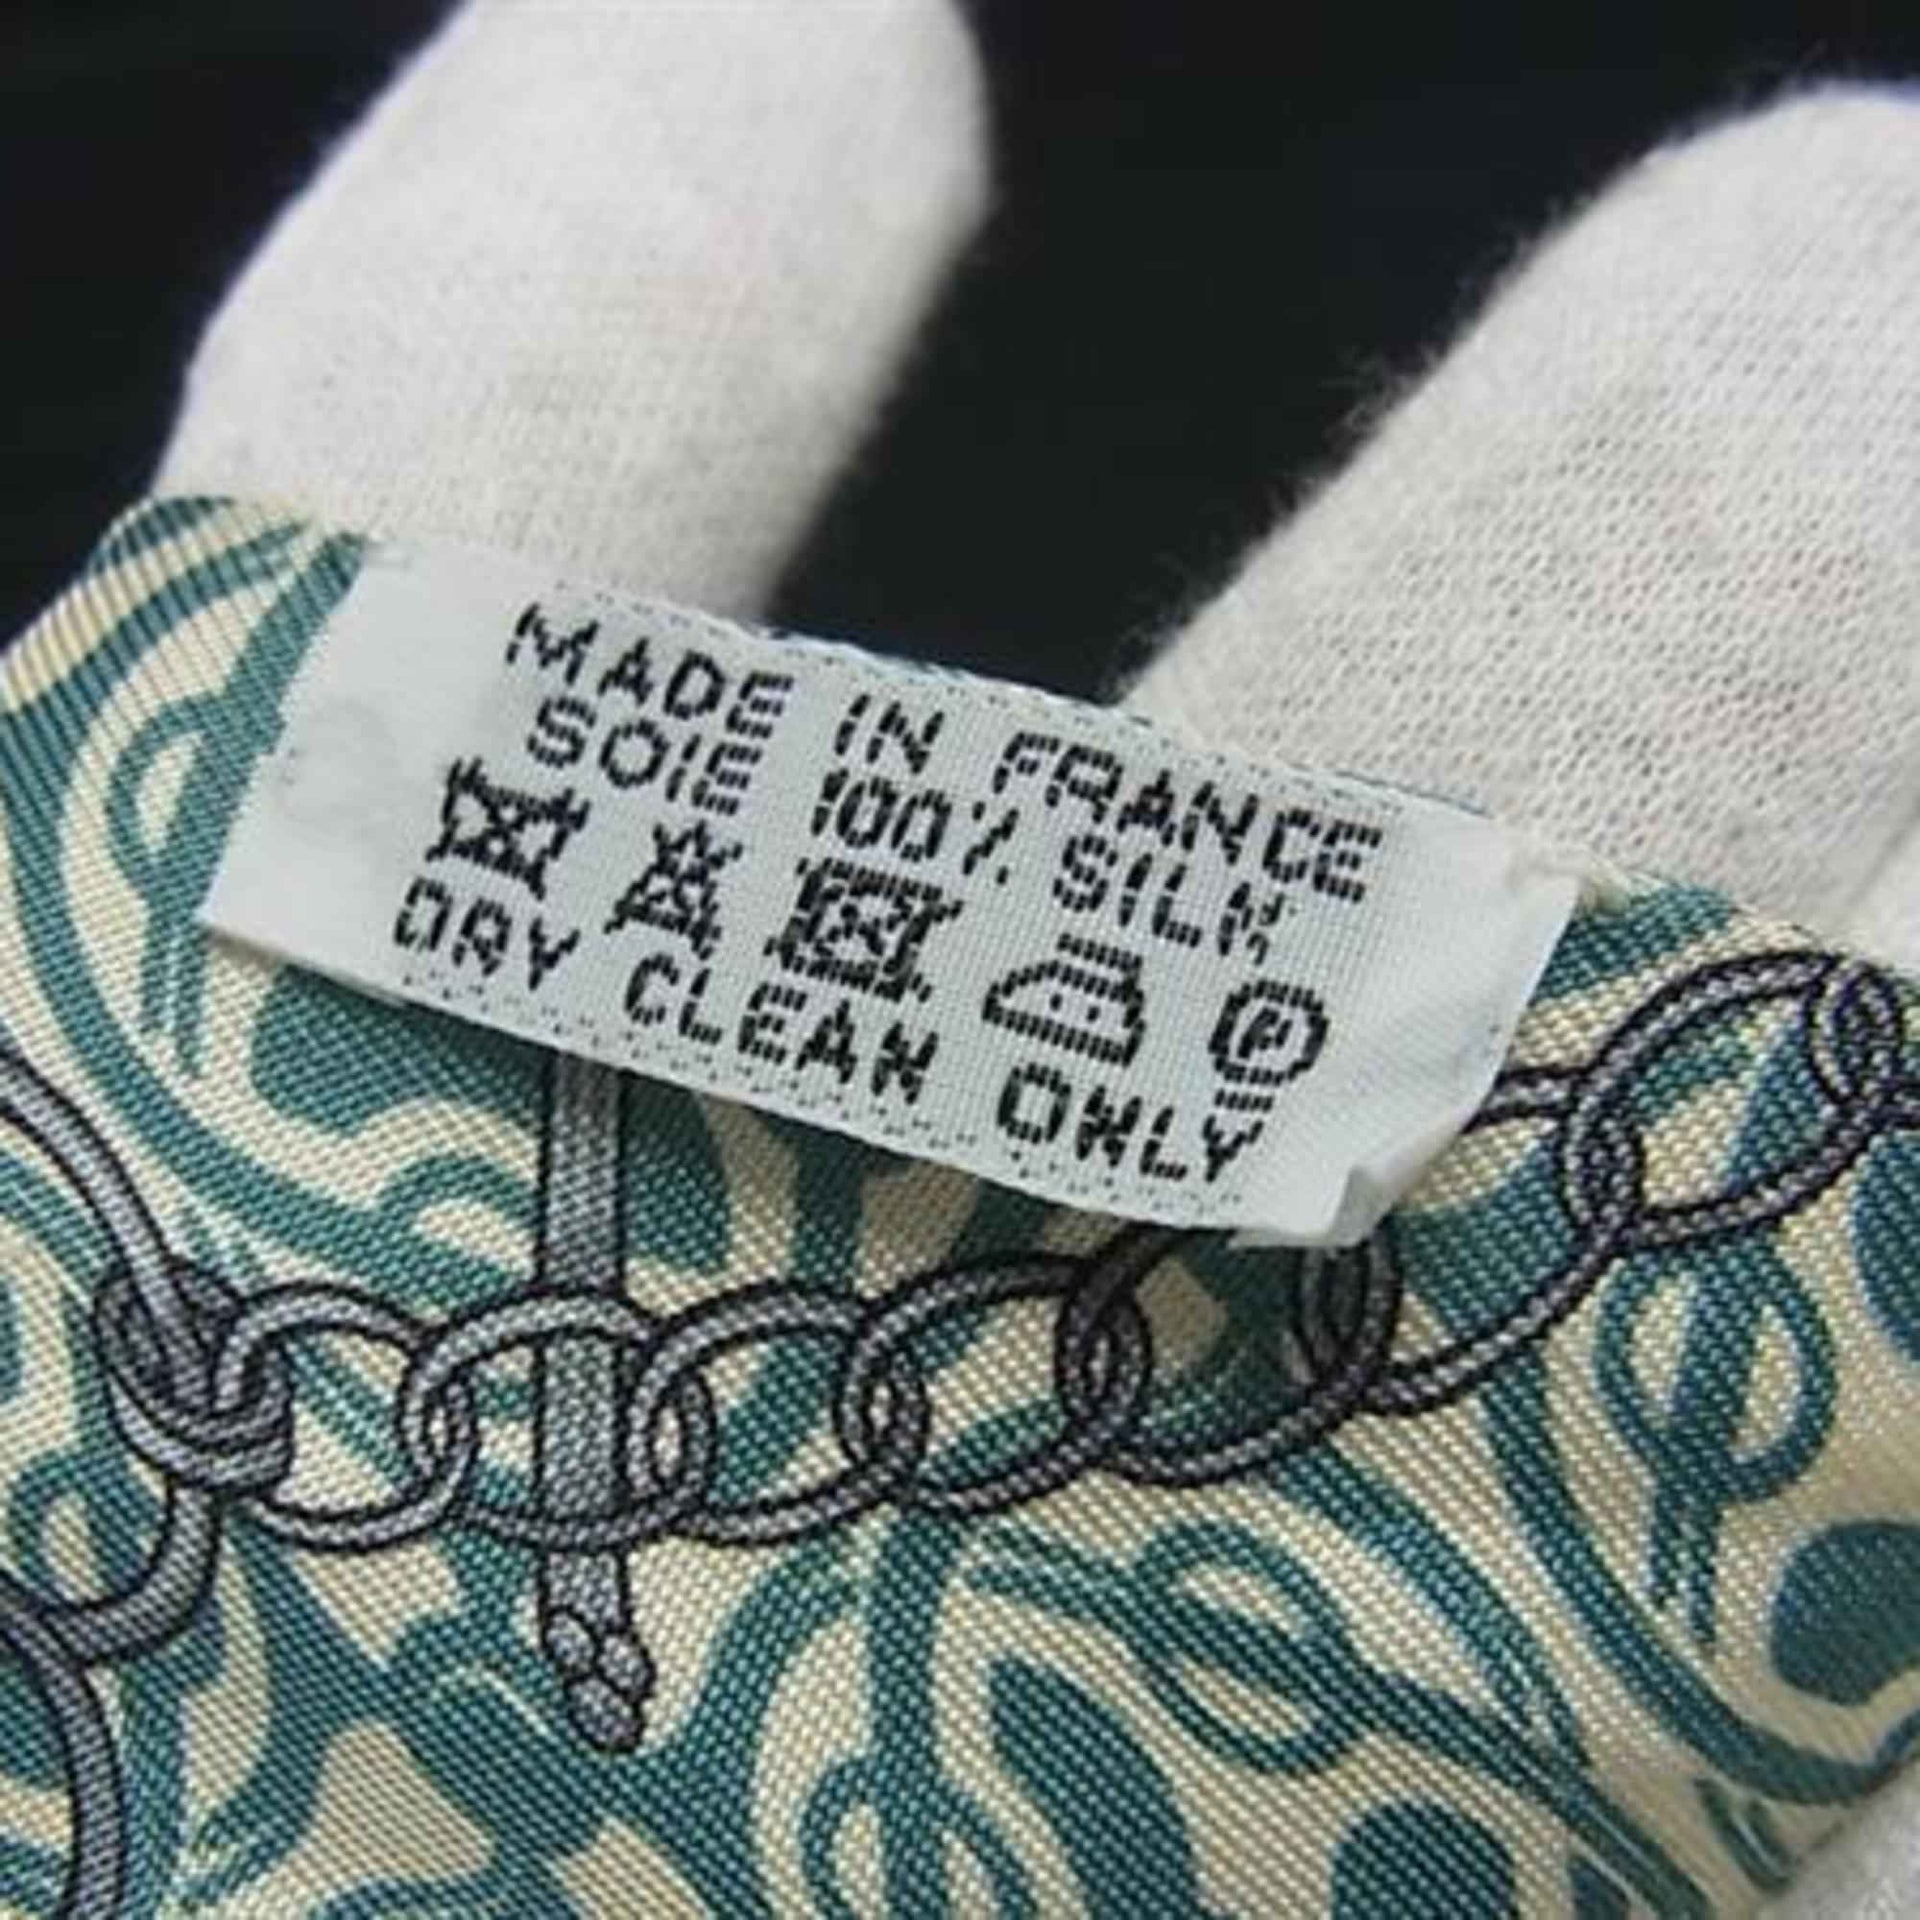 MADE IN FRANCE
SOIE 100% SILK
P
DRY CLEAN ONLY